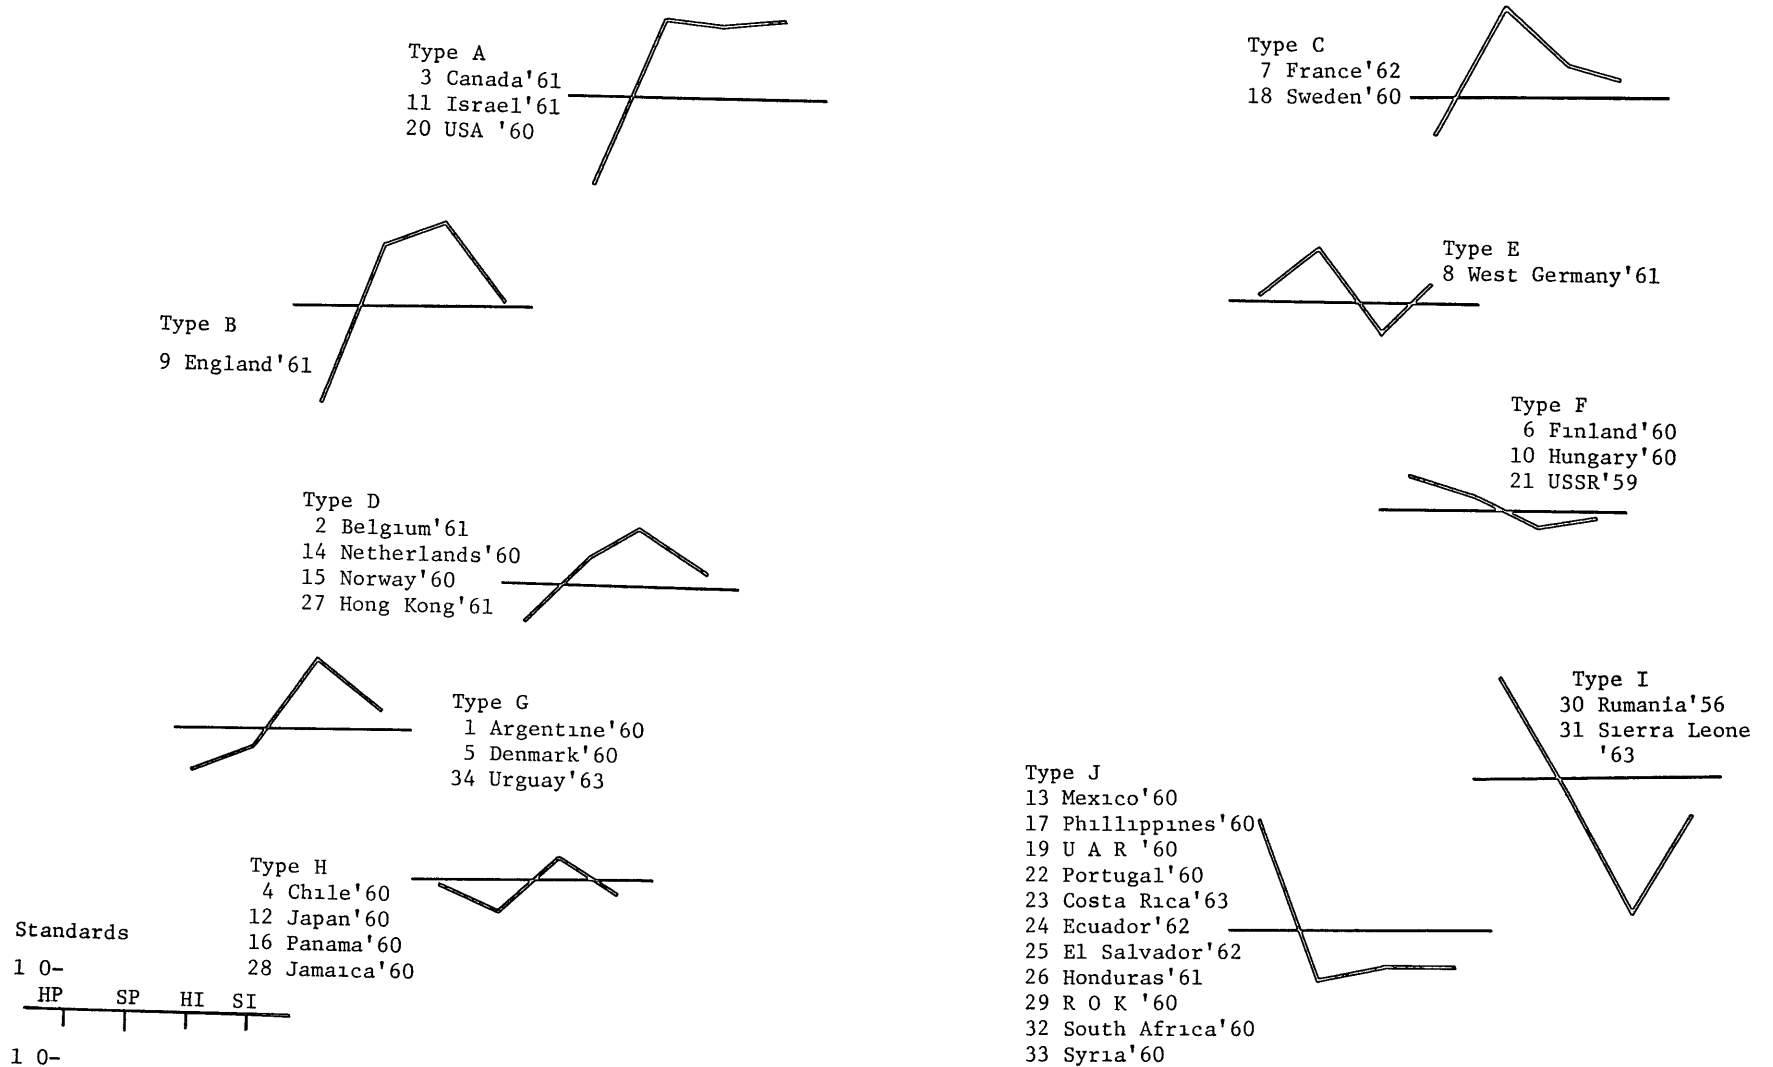 Type A
3 Canada'61
11 Israel'61
20 USA '60
Type C
7 France'62
18 Sweden'60
Type B
9 England'61
Type E
8 West Germany'61
Type F
6 Finland'60
10 Hungary'60
21 USSR'59
Type D
2 Belgium'61
14 Netherlands'60
15 Norway'60
27 Hong Kong'61
Type G
1 Argentine'60
5 Denmark'60
34 Urguay'63
Type I
30 Rumania'56
31 Sierra Leone
'63
Type J
13 Mexico'60
17 Phillippines'60
19 U A R '60
22 Portugal'60
23 Costa Rica'63
24 Ecuador'62
25 El Salvador'62
26 Honduras'61
29 R O K '60
32 South Africa'60
33 Syria'60
Type H
4 Chile'60
12 Japan'60
16 Panama'60
28 Jamaica'60
Standards
1 0-
HP SP HI SI
1 0-